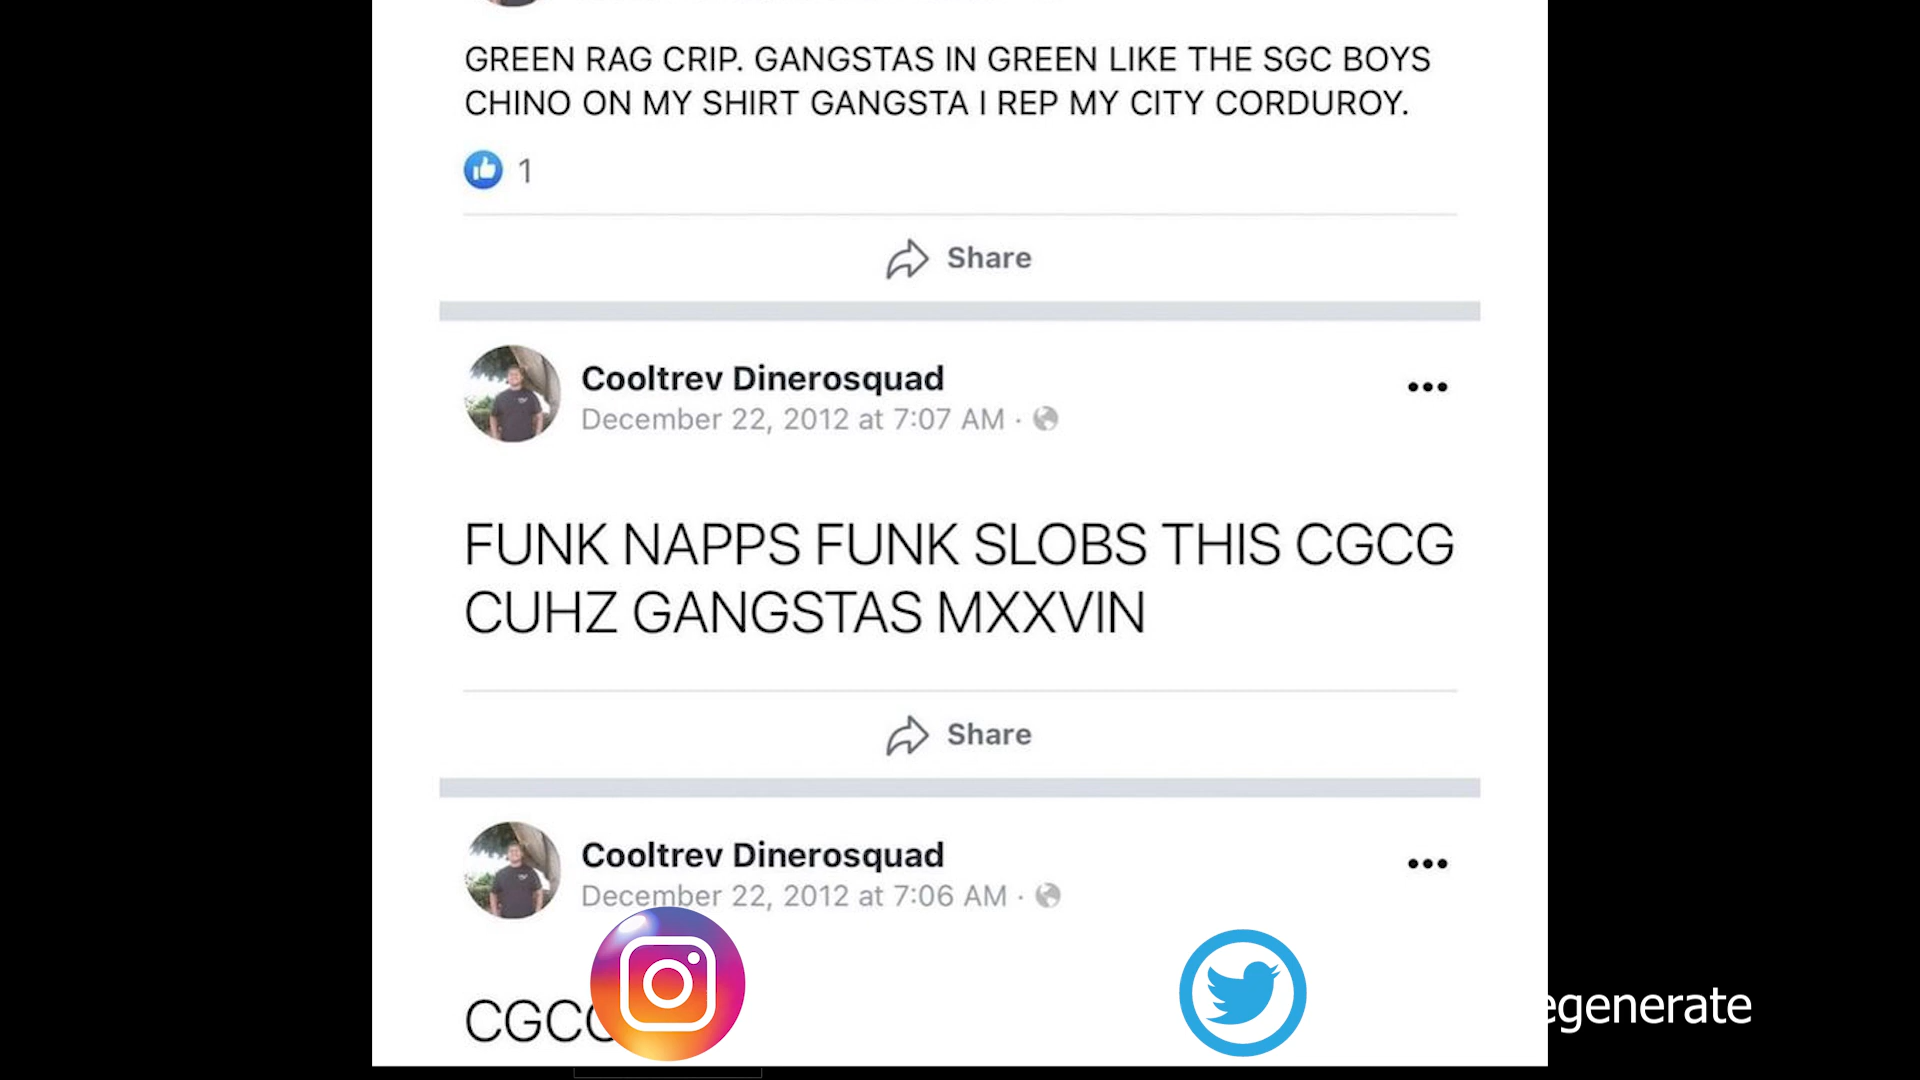 GREEN RAG CRIP. GANGSTAS IN GREEN LIKE THE SGC BOYS
CHINO ON MY SHIRT GANGSTA I REP MY CITY CORDUROY.
1
Share
Cooltrev Dinerosquad
December 22, 2012 at 7:07 AM ·
FUNK NAPPS FUNK SLOBS THIS CGCG
CUHZ GANGSTAS MXXVIN
Share
Cooltrev Dinerosquad
December 22, 2012 at 7:06 AM ·